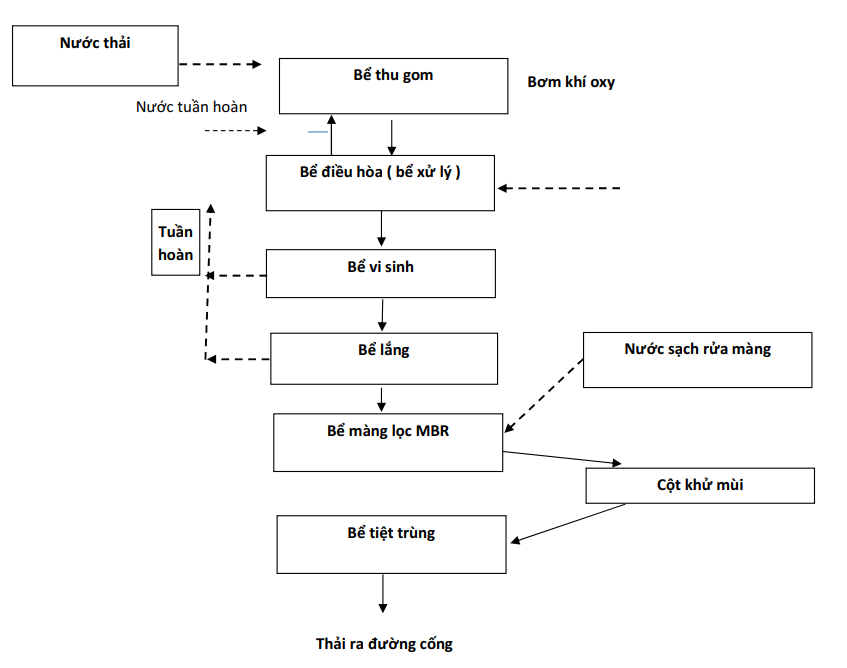 Nước thải
Bể thu gom
Bơm khí oxy
Nước tuần hoàn
Bể điều hòa ( bể xử lý )
Tuần
hoàn
Bể vi sinh
Bể lắng
Nước sạch rửa màng
Bể màng lọc MBR
Cột khử mùi
Bể tiệt trùng
Thải ra đường cống